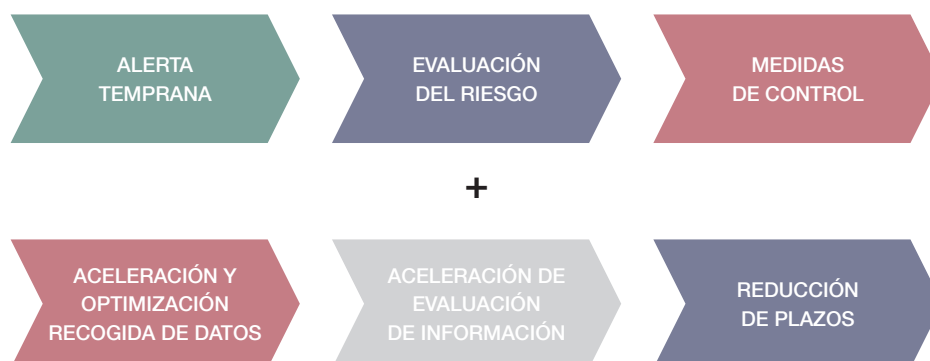 ALERTA
TEMPRANA
EVALUACIÓN
DEL RIESGO
MEDIDAS
DE CONTROL
+
ACELERACIÓN Y
OPTIMIZACIÓN
RECOGIDA DE DATOS
ACELERACIÓN DE
EVALUACIÓN
DE INFORMACIÓN
REDUCCIÓN
DE PLAZOS